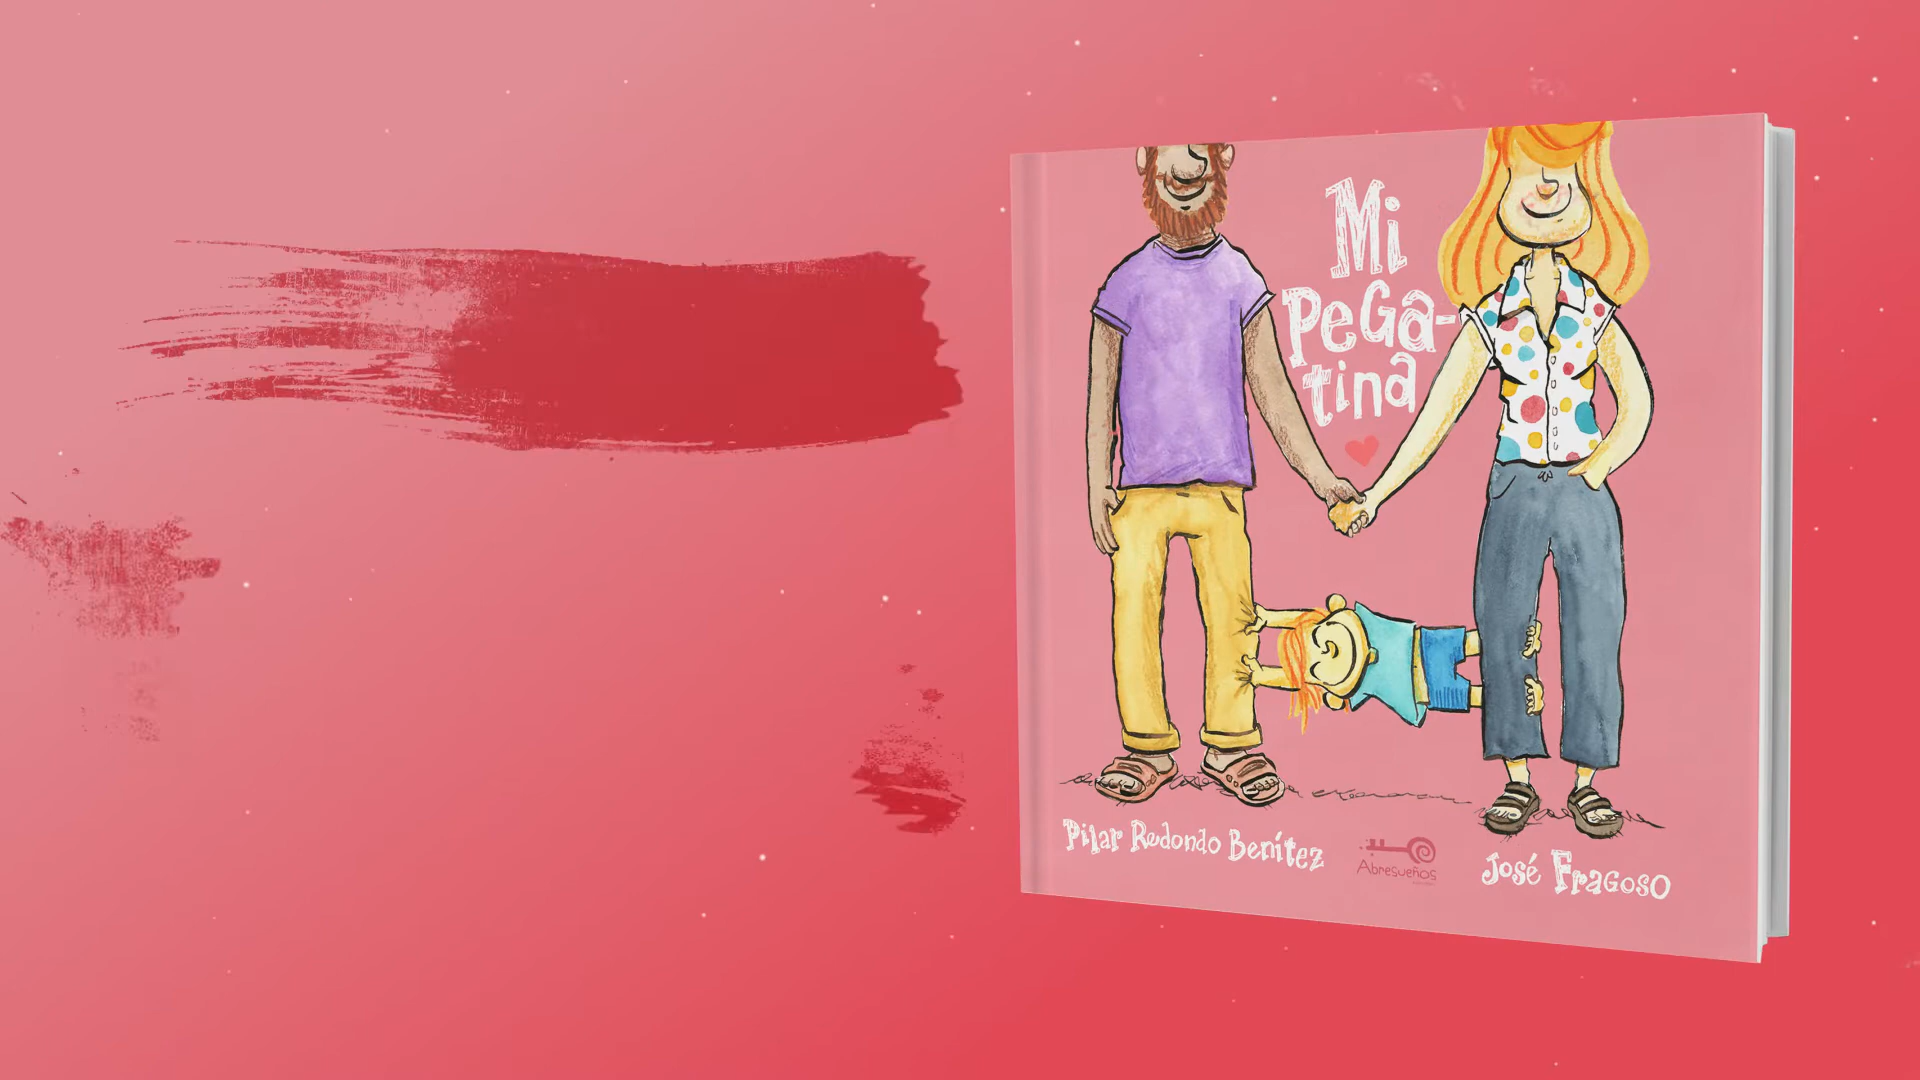 Mi
Pega-
tina
Pilar Redondo Benítez
Abresueños
José Fragoso